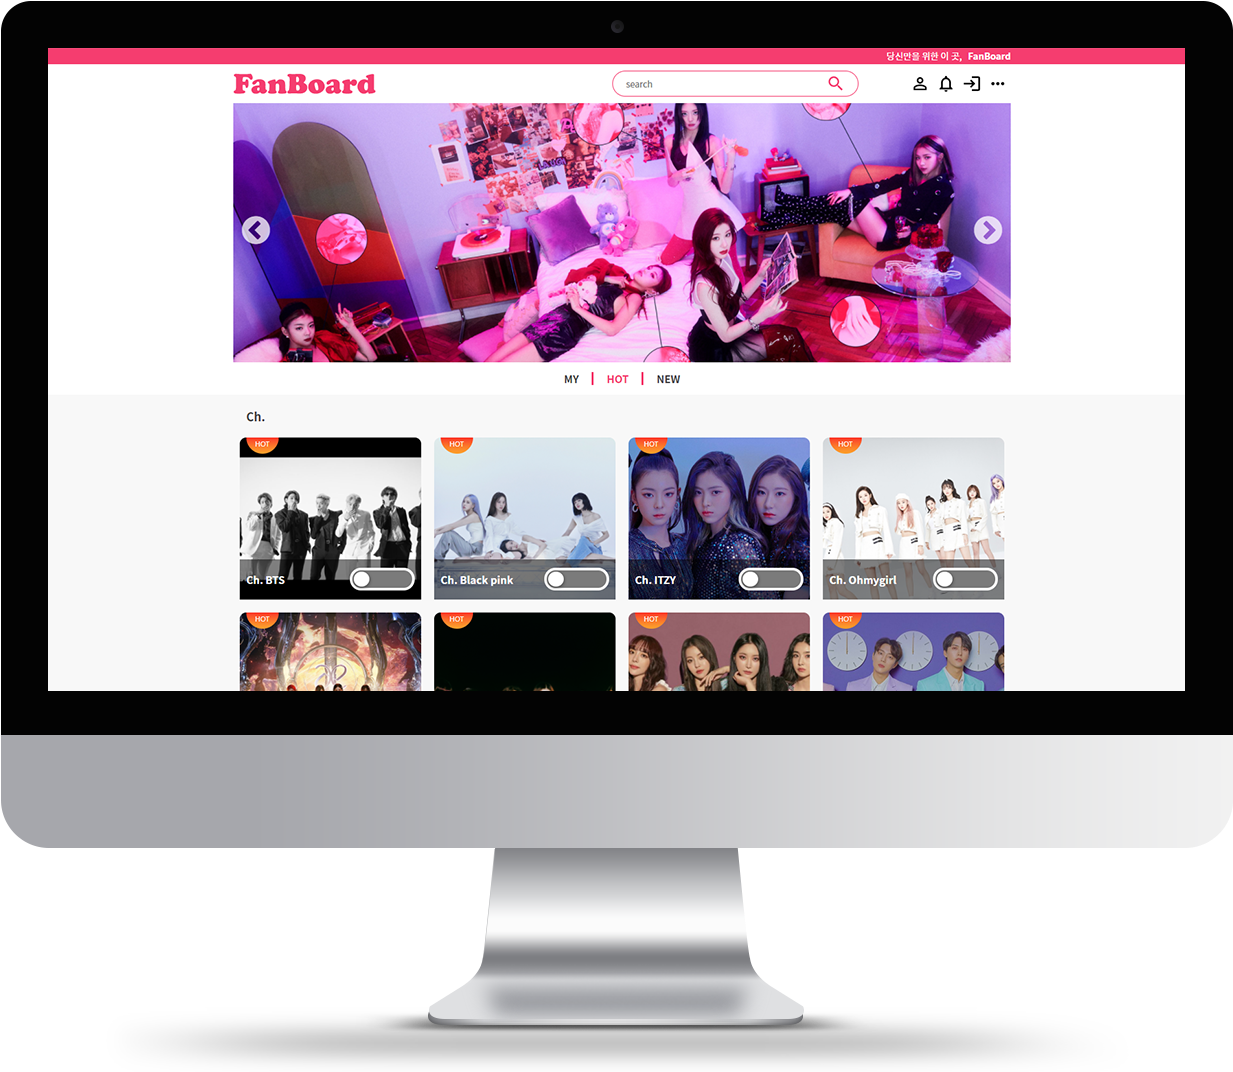 당신만을 위한 이 곳, FanBoard
FanBoard
search
MY | HOT | NEW
Ch.
HOT HOT HOT HOT
Ch. BTS Ch. Black pink Ch. ITZY Ch. Ohmygirl
HOT HOT HOT HOT